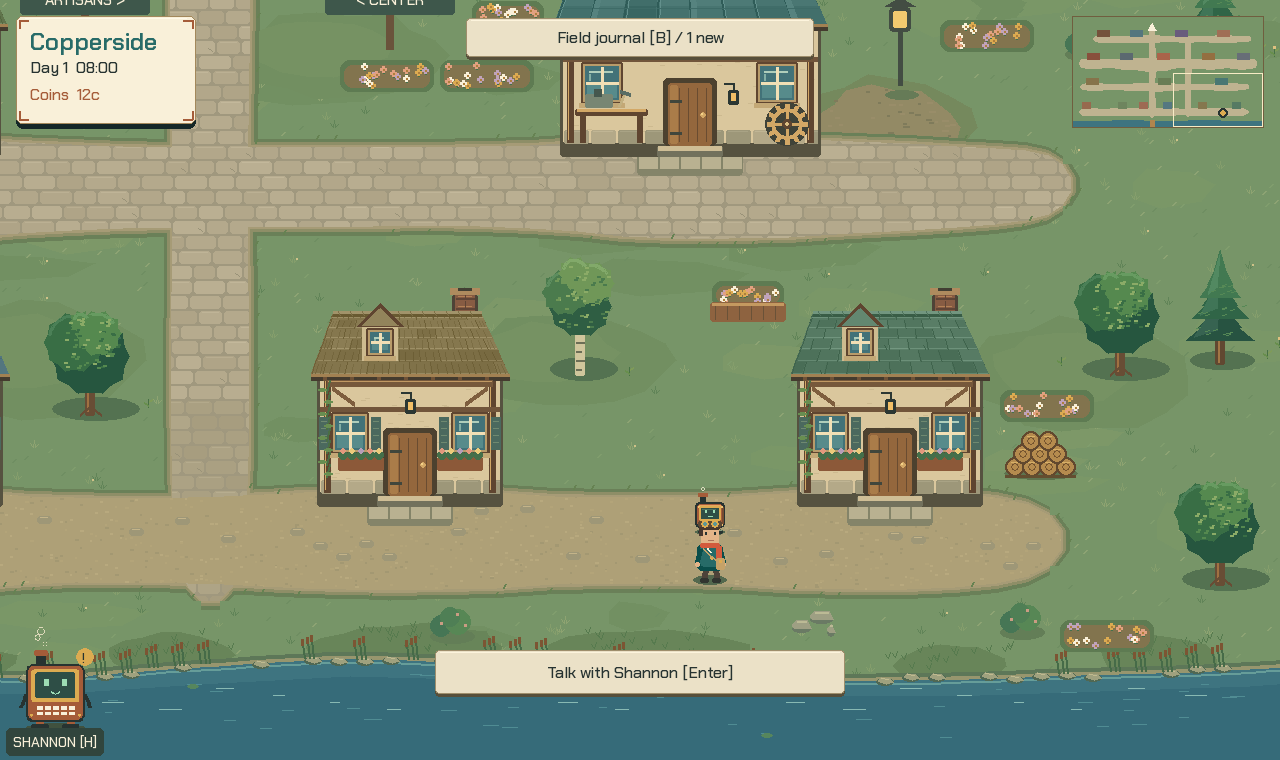 ARTISANS >
< CENTER
Copperside
Day 1 08:00
Coins 12c
Field journal [B] / 1 new
Talk with Shannon [Enter]
!
SHANNON [H]